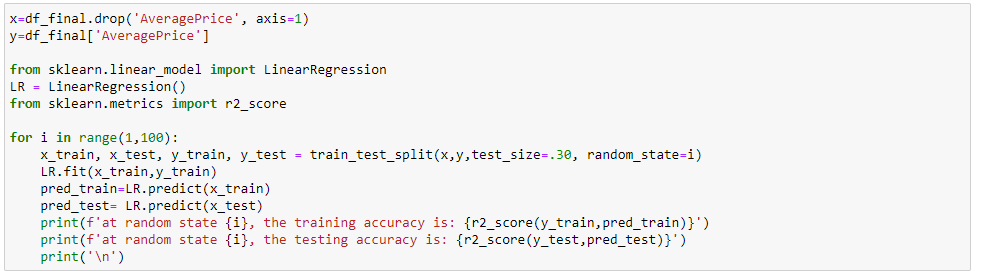 x=df_final.drop('AveragePrice', axis=1)
y=df_final['AveragePrice']

from sklearn.linear_model import LinearRegression
LR = LinearRegression()
from sklearn.metrics import r2_score

for i in range(1,100):
    x_train, x_test, y_train, y_test = train_test_split(x,y,test_size=.30, random_state=i)
    LR.fit(x_train,y_train)
    pred_train=LR.predict(x_train)
    pred_test= LR.predict(x_test)
    print(f'at random state {i}, the training accuracy is: {r2_score(y_train,pred_train)}')
    print(f'at random state {i}, the testing accuracy is: {r2_score(y_test,pred_test)}')
    print('\n')